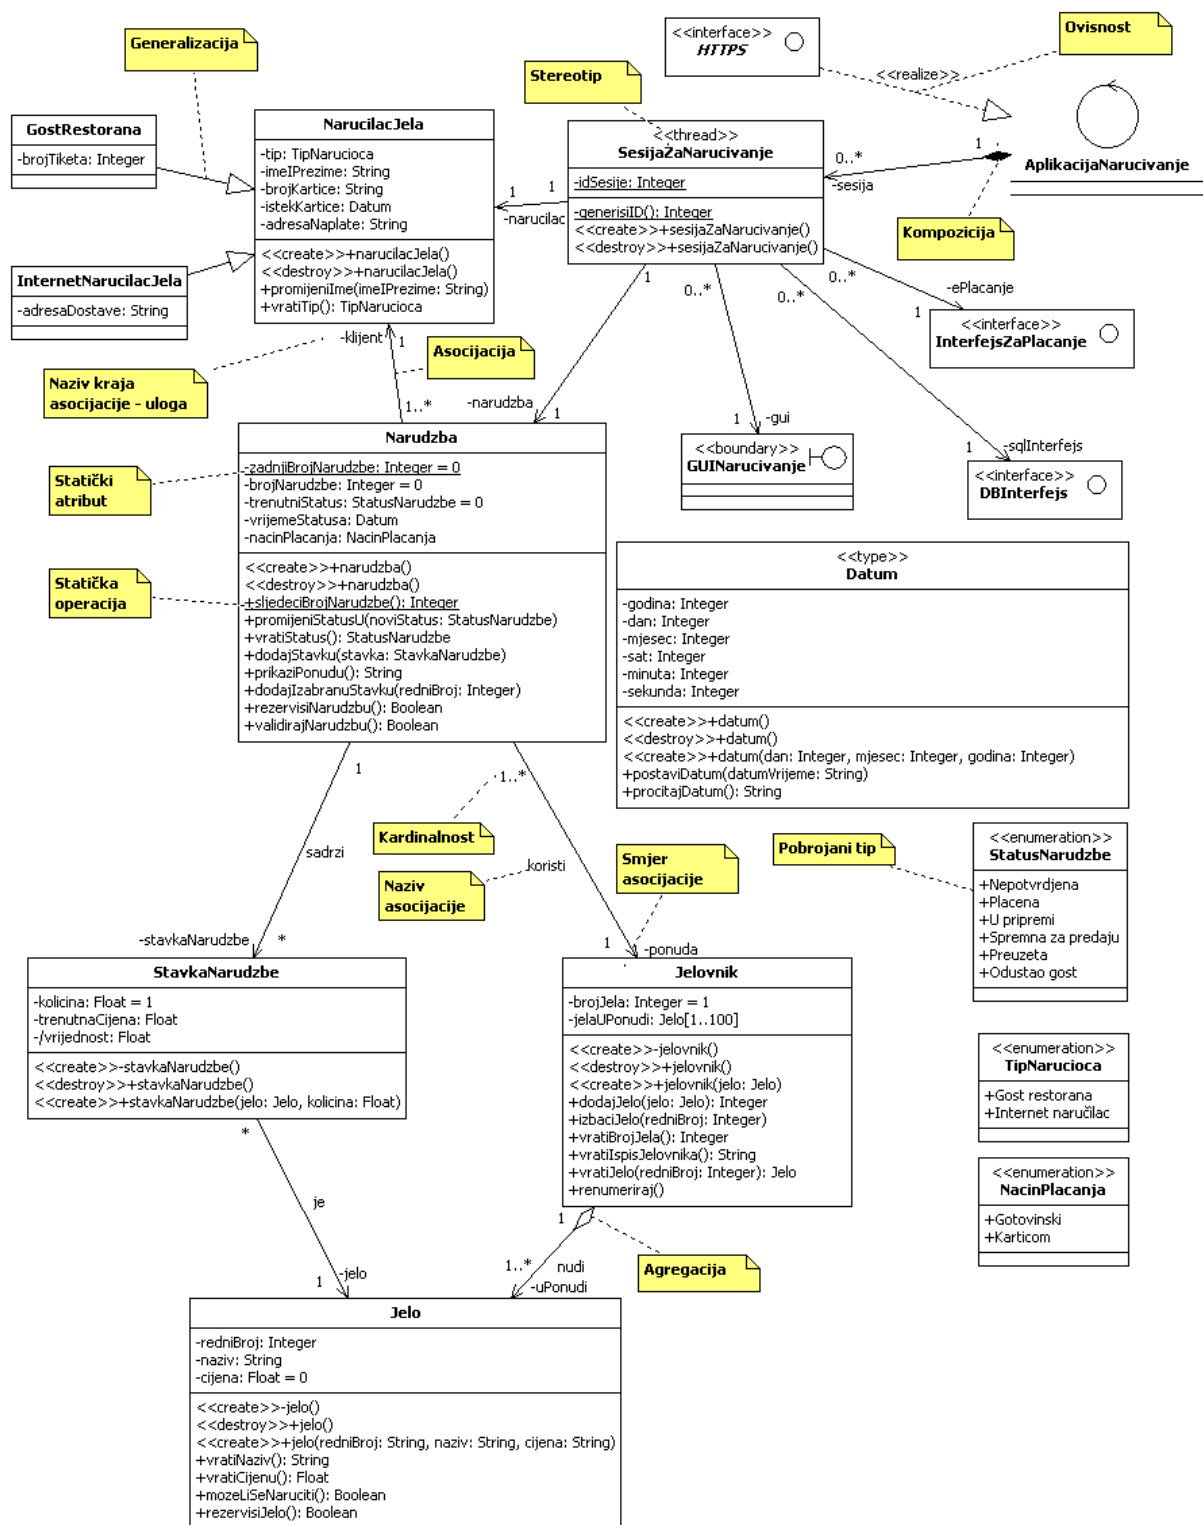 Generalizacija
<<interface>>
HTTPS
Ovisnost
<<realize>>
Stereotip
GostRestorana
-brojTiketa: Integer
NarucilacJela
-tip: TipNarucioca
-imeIPrezime: String
-brojKartice: String
-istekKartice: Datum
-adresaNaplate: String
<<create>>+narucilacJela()
<<destroy>>+narucilacJela()
+promijeniIme(imeIPrezime: String)
+vratiTip(): TipNarucioca
<<thread>>
SesijaZaNarucivanje
-idSesije: Integer
-generisiID(): Integer
<<create>>+sesijaZaNarucivanje()
<<destroy>>+sesijaZaNarucivanje()
1
1
-narucilac
0..*
-sesija
1
AplikacijaNarucivanje
Kompozicija
InternetNarucilacJela
-adresaDostave: String
1
0..*
0..*
0..*
-ePlacanje
1
<<interface>>
InterfejsZaPlacanje
-klijent
1
Asocijacija
Naziv kraja
asocijacije - uloga
1..*
-narudzba
1
1
-gui
<<boundary>>
GUINarucivanje
1
-sqlInterfejs
<<interface>>
DBInterfejs
Narudzba
-zadnjiBrojNarudzbe: Integer = 0
-brojNarudzbe: Integer = 0
-trenutniStatus: StatusNarudzbe = 0
-vrijemeStatusa: Datum
-nacinPlacanja: NacinPlacanja
<<create>>+narudzba()
<<destroy>>+narudzba()
+sljedeciBrojNarudzbe(): Integer
+promijeniStatusU(noviStatus: StatusNarudzbe)
+vratiStatus(): StatusNarudzbe
+dodajStavku(stavka: StavkaNarudzbe)
+prikaziPonudu(): String
+dodajIzabranuStavku(redniBroj: Integer)
+rezervisiNarudzbu(): Boolean
+validirajNarudzbu(): Boolean
Statički
atribut
Statička
operacija
<<type>>
Datum
-godina: Integer
-dan: Integer
-mjesec: Integer
-sat: Integer
-minuta: Integer
-sekunda: Integer
<<create>>+datum()
<<destroy>>+datum()
<<create>>+datum(dan: Integer, mjesec: Integer, godina: Integer)
+postaviDatum(datumVrijeme: String)
+procitajDatum(): String
1
1..*
Kardinalnost
sadrzi
koristi
Naziv
asocijacije
Smjer
asocijacije
Pobrojani tip
<<enumeration>>
StatusNarudzbe
+Nepotvrdjena
+Placena
+U pripremi
+Spremna za predaju
+Preuzeta
+Odustao gost
-stavkaNarudzbe
*
1
-ponuda
StavkaNarudzbe
-kolicina: Float = 1
-trenutnaCijena: Float
-/vrijednost: Float
<<create>>-stavkaNarudzbe()
<<destroy>>+stavkaNarudzbe()
<<create>>+stavkaNarudzbe(jelo: Jelo, kolicina: Float)
Jelovnik
-brojJela: Integer = 1
-jelaUPonudi: Jelo[1..100]
<<create>>-jelovnik()
<<destroy>>+jelovnik()
<<create>>+jelovnik(jelo: Jelo)
+dodajJelo(jelo: Jelo): Integer
+izbaciJelo(redniBroj: Integer)
+vratiBrojJela(): Integer
+vratiIspisJelovnika(): String
+vratiJelo(redniBroj: Integer): Jelo
+renumeriraj()
<<enumeration>>
TipNarucioca
+Gost restorana
+Internet naručilac
<<enumeration>>
NacinPlacanja
+Gotovinski
+Karticom
*
je
1
-jelo
1
1..*
nudi
-uPonudi
Agregacija
Jelo
-redniBroj: Integer
-naziv: String
-cijena: Float = 0
<<create>>-jelo()
<<destroy>>+jelo()
<<create>>+jelo(redniBroj: String, naziv: String, cijena: String)
+vratiNaziv(): String
+vratiCijenu(): Float
+mozeLiSeNaruciti(): Boolean
+rezervisiJelo(): Boolean